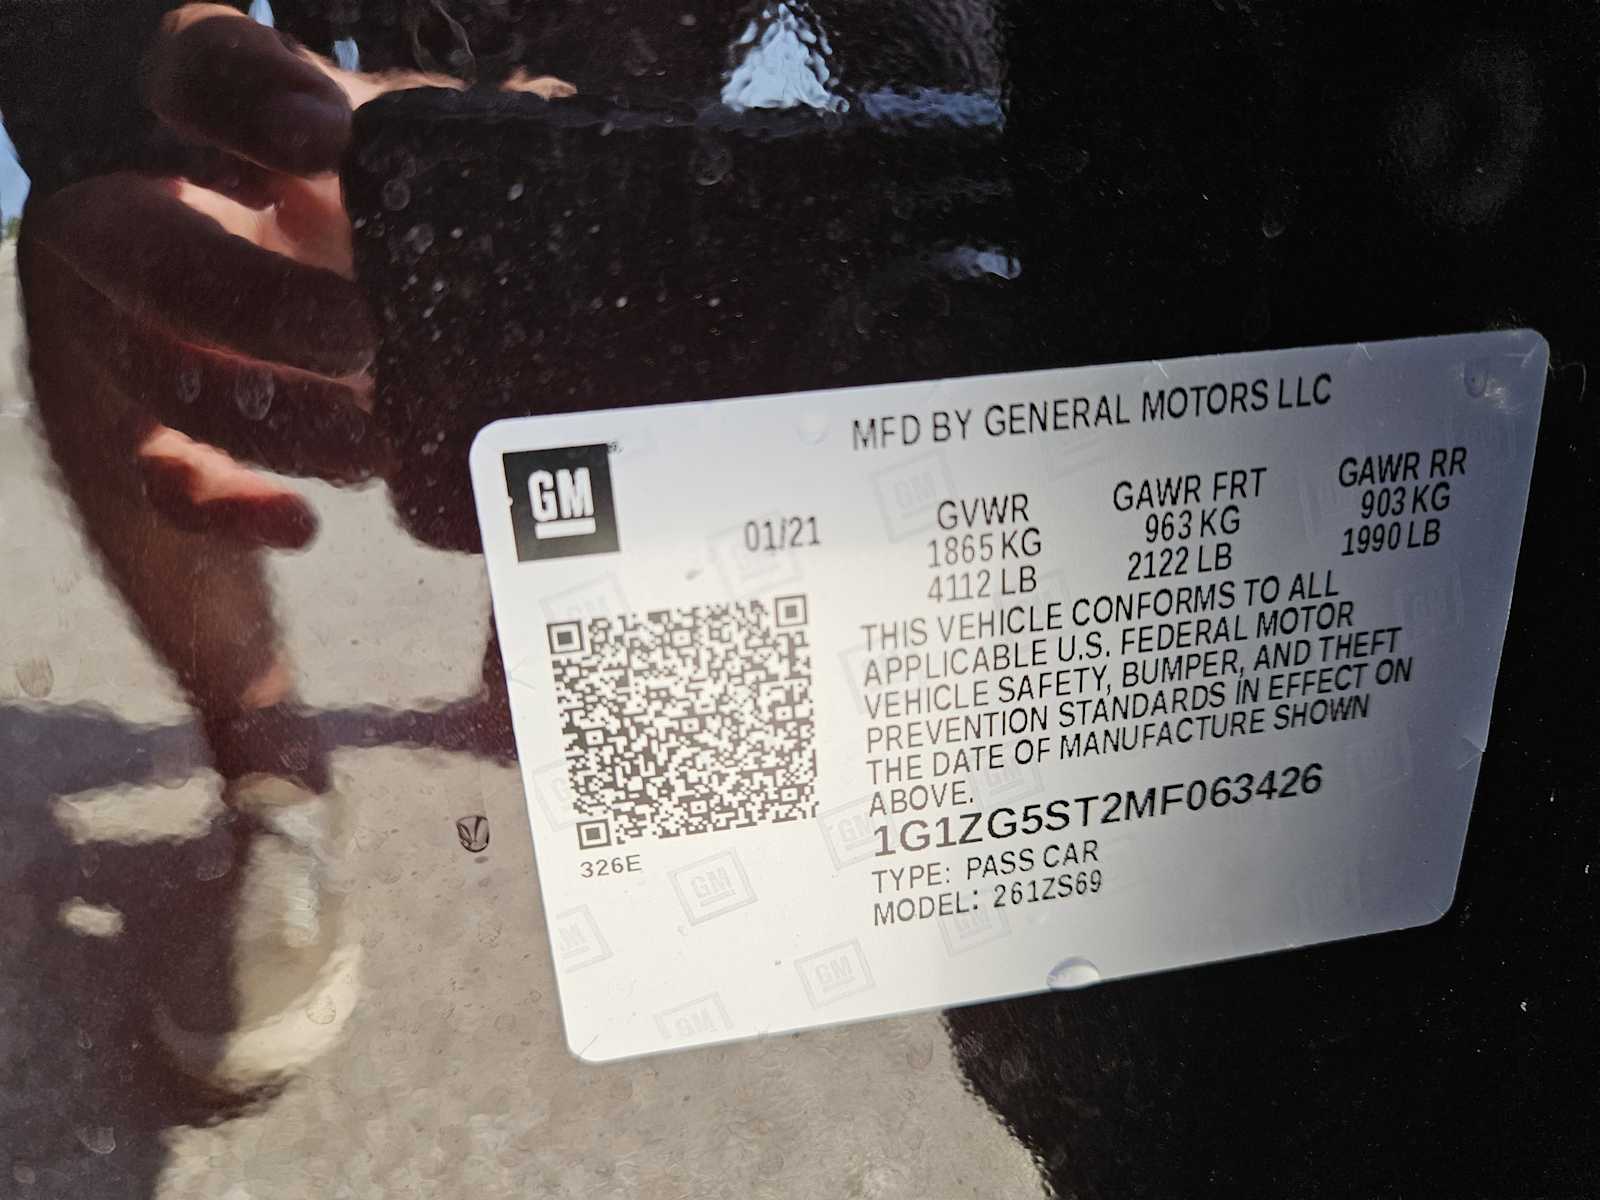 MFD BY GENERAL MOTORS LLC
GM
01/21
GVWR GAWR FRT GAWR RR
1865 KG 963 KG 903 KG
4112 LB 2122 LB 1990 LB
THIS VEHICLE CONFORMS TO ALL
APPLICABLE U.S. FEDERAL MOTOR
VEHICLE SAFETY, BUMPER, AND THEFT
PREVENTION STANDARDS IN EFFECT ON
THE DATE OF MANUFACTURE SHOWN
ABOVE.
1G1ZG5ST2MF063426
326E
TYPE: PASS CAR
MODEL: 261ZS69